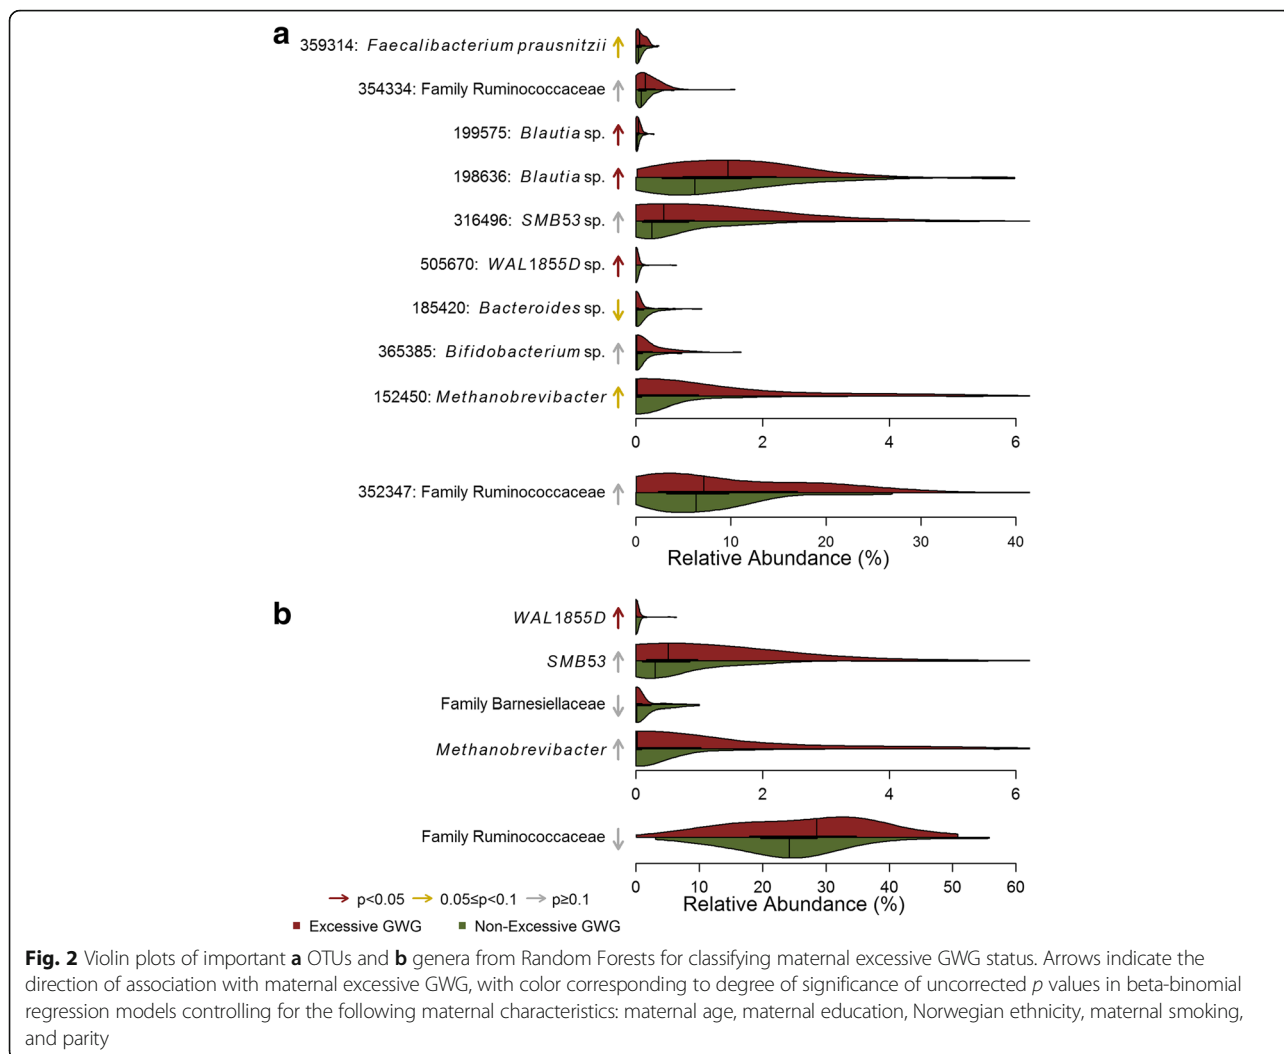 a
359314: Faecalibacterium prausnitzii
354334: Family Ruminococcaceae
199575: Blautia sp.
198636: Blautia sp.
316496: SMB53 sp.
505670: WAL1855D sp.
185420: Bacteroides sp.
365385: Bifidobacterium sp.
152450: Methanobrevibacter
0 2 4 6
352347: Family Ruminococcaceae
0 10 20 30 40
Relative Abundance (%)
b
WAL1855D
SMB53
Family Barnesiellaceae
Methanobrevibacter
0 2 4 6
Family Ruminococcaceae
0 10 20 30 40 50 60
Relative Abundance (%)
p<0.05 0.05≤p<0.1 p≥0.1
Excessive GWG Non-Excessive GWG
Fig. 2 Violin plots of important a OTUs and b genera from Random Forests for classifying maternal excessive GWG status. Arrows indicate the
direction of association with maternal excessive GWG, with color corresponding to degree of significance of uncorrected p values in beta-binomial
regression models controlling for the following maternal characteristics: maternal age, maternal education, Norwegian ethnicity, maternal smoking,
and parity